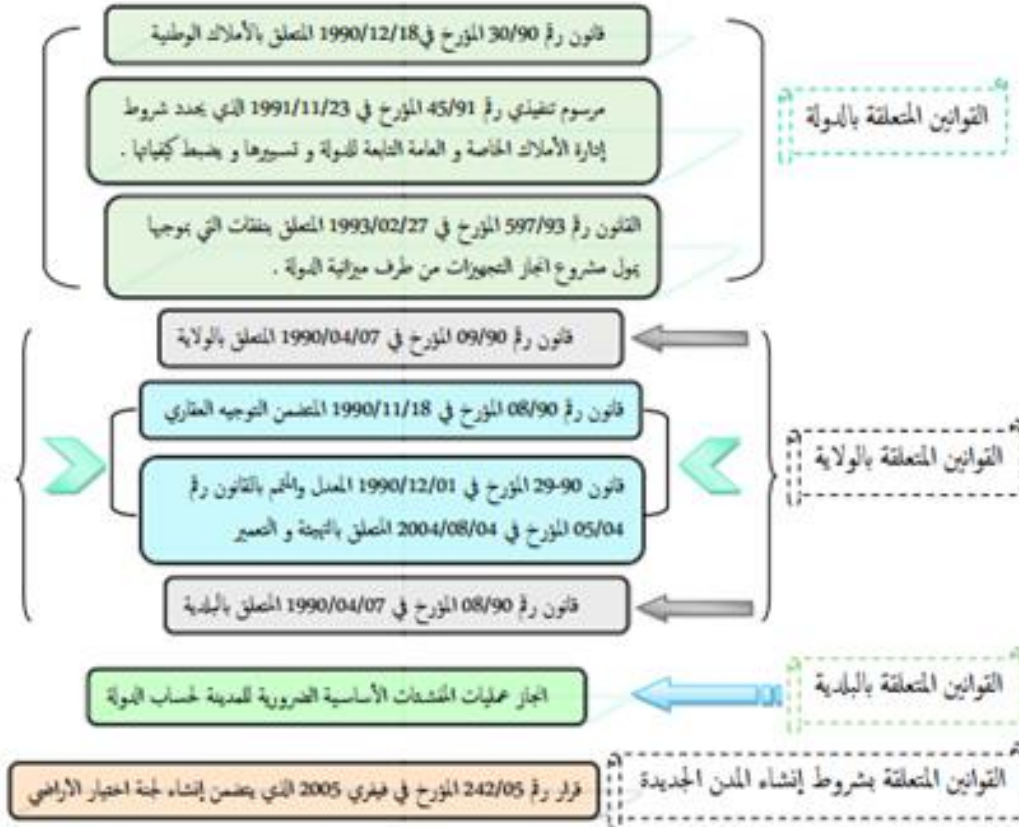 القوانين المتعلقة بالدولة
قانون رقم 30/90 المؤرخ في 1990/12/18 المتعلق بالأملاك الوطنية
مرسوم تنفيذي رقم 45/91 المؤرخ في 1991/11/23 الذي يحدد شروط
إدارة الأملاك الخاصة و العامة التابعة للدولة و تسييرها و يضبط كيفياتها .
القانون رقم 597/93 المؤرخ في 1993/02/27 المتعلق بنفقات التي بموجبها
يمول مشروع انجاز التجهيزات من طرف ميزانية الدولة .
القوانين المتعلقة بالولاية
قانون رقم 09/90 المؤرخ في 1990/04/07 المتعلق بالولاية
قانون رقم 08/90 المؤرخ في 1990/11/18 المتضمن التوجيه العقاري
قانون 90-29 المؤرخ في 1990/12/01 المعدل والمتمم بالقانون رقم
05/04 المؤرخ في 2004/08/04 المتعلق بالتهيئة و التعمير
قانون رقم 08/90 المؤرخ في 1990/04/07 المتعلق بالبلدية
القوانين المتعلقة بالبلدية
انجاز عمليات المنشئات الأساسية الضرورية للمدينة لحساب الدولة
القوانين المتعلقة بشروط إنشاء المدن الجديدة
قرار رقم 242/05 المؤرخ في فيفري 2005 الذي يتضمن إنشاء لجنة اختيار الاراضي